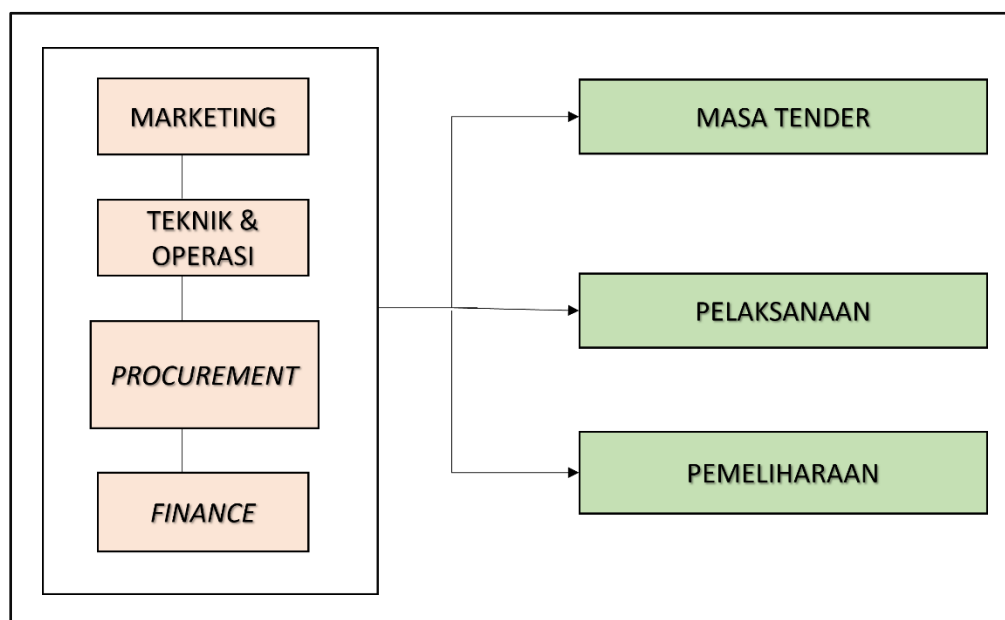 MARKETING
TEKNIK &
OPERASI
PROCUREMENT
FINANCE
MASA TENDER
PELAKSANAAN
PEMELIHARAAN